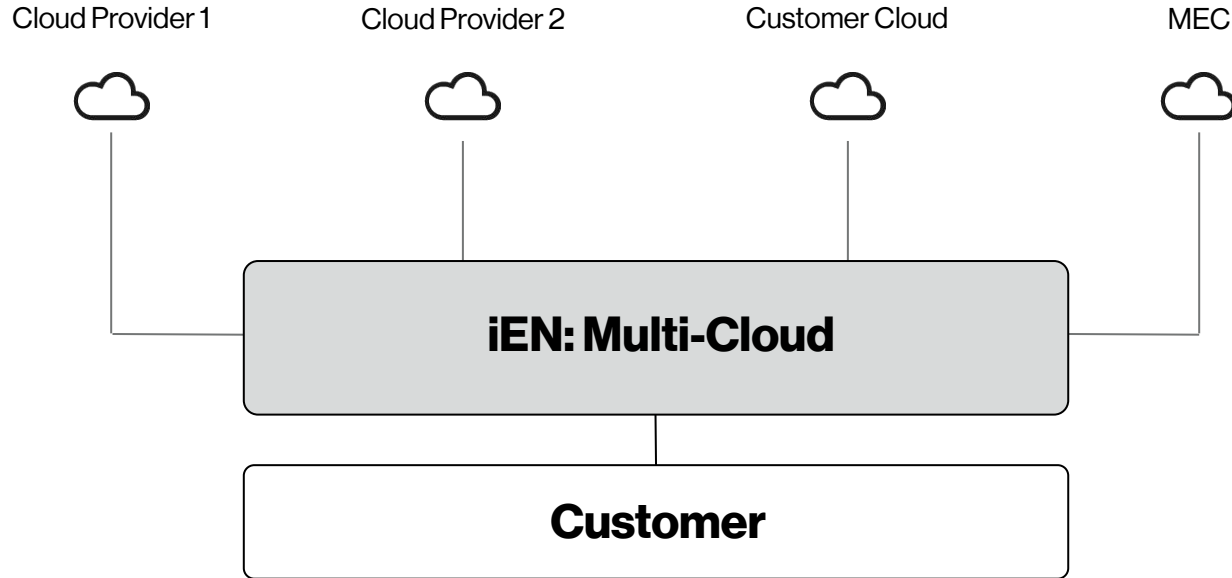 Cloud Provider 1
Cloud Provider 2
Customer Cloud
MEC
iEN: Multi-Cloud
Customer